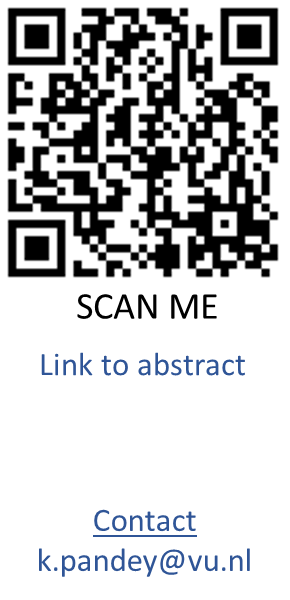 SCAN ME
Link to abstract
Contact
k.pandey@vu.nl